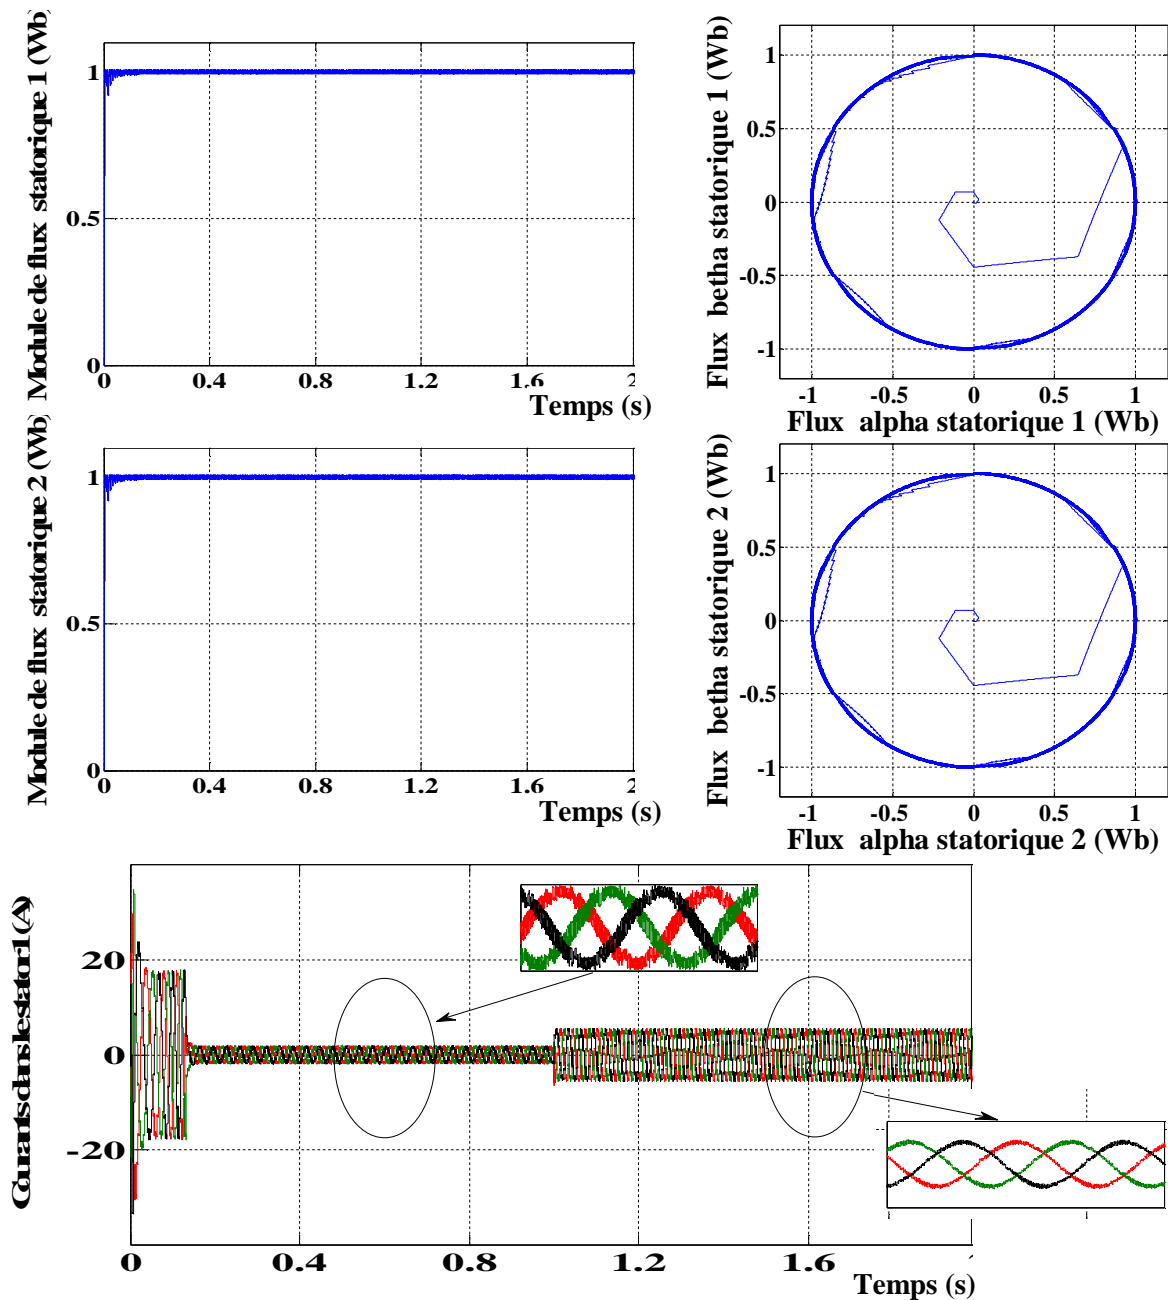 Module de flux statorique 1 (Wb)
1
0.5
0
0 0.4 0.8 1.2 1.6 2
Temps (s)
Flux betha statorique 1 (Wb)
1
0.5
0
-0.5
-1
-1 -0.5 0 0.5 1
Flux alpha statorique 1 (Wb)
Module de flux statorique 2 (Wb)
1
0.5
0
0 0.4 0.8 1.2 1.6 2
Temps (s)
Flux betha statorique 2 (Wb)
1
0.5
0
-0.5
-1
-1 -0.5 0 0.5 1
Flux alpha statorique 2 (Wb)
Courants dans le stator 1 (A)
20
0
-20
0 0.4 0.8 1.2 1.6
Temps (s)